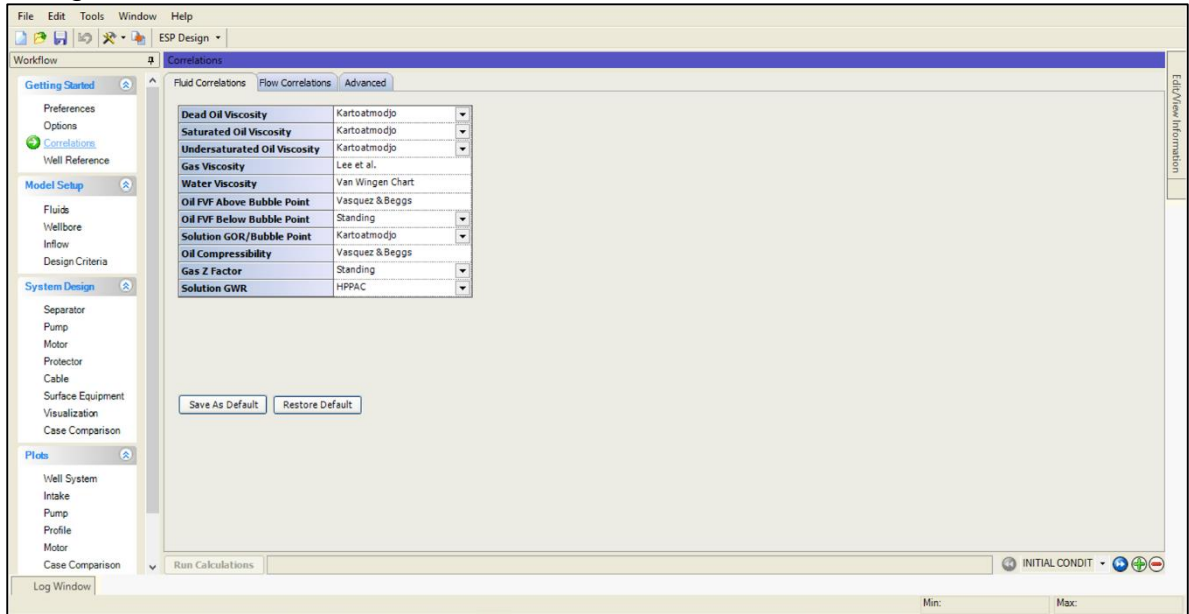 File Edit Tools Window Help
ESP Design
Workflow
Correlations
Getting Started
Preferences
Options
Correlations
Well Reference
Model Setup
Fluids
Wellbore
Inflow
Design Criteria
System Design
Separator
Pump
Motor
Protector
Cable
Surface Equipment
Visualization
Case Comparison
Plots
Well System
Intake
Pump
Profile
Motor
Case Comparison
Fluid Correlations Flow Correlations Advanced
Dead Oil Viscosity Kartoatmodjo
Saturated Oil Viscosity Kartoatmodjo
Undersaturated Oil Viscosity Kartoatmodjo
Gas Viscosity Lee et al.
Water Viscosity Van Wingen Chart
Oil FVF Above Bubble Point Vasquez & Beggs
Oil FVF Below Bubble Point Standing
Solution GOR/Bubble Point Kartoatmodjo
Oil Compressibility Vasquez & Beggs
Gas Z Factor Standing
Solution GWR HPPAC
Save As Default Restore Default
Edit/View Information
Run Calculations
INITIAL CONDIT
Log Window
Min: Max: